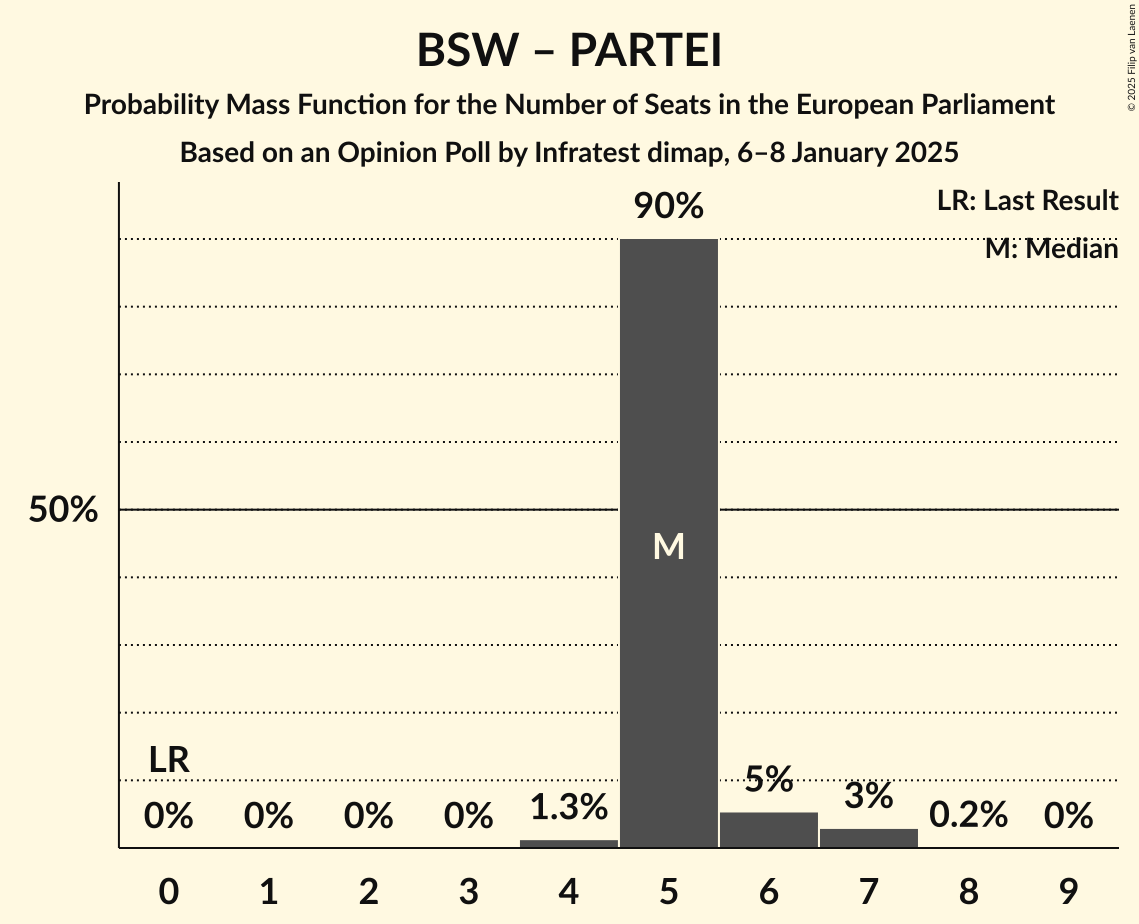 BSW – PARTEI
Probability Mass Function for the Number of Seats in the European Parliament
Based on an Opinion Poll by Infratest dimap, 6–8 January 2025
© 2025 Filip van Laenen
LR: Last Result
M: Median
90%
50%
M
LR
0% 0% 0% 0% 1.3% 5% 3% 0.2% 0%
0 1 2 3 4 5 6 7 8 9